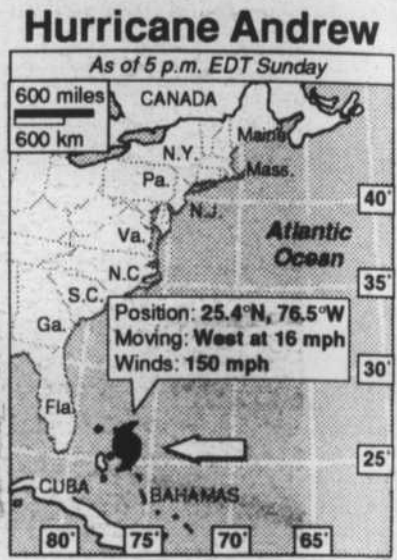 Hurricane Andrew
As of 5 p.m. EDT Sunday
600 miles
600 km
CANADA
Maine
N.Y.
Mass.
Pa.
N.J.
40°
Va.
Atlantic
Ocean
N.C.
35°
S.C.
Position: 25.4°N, 76.5°W
Ga.
Moving: West at 16 mph
Winds: 150 mph
30°
Fla.
25°
CUBA
BAHAMAS
80° 75° 70° 65°